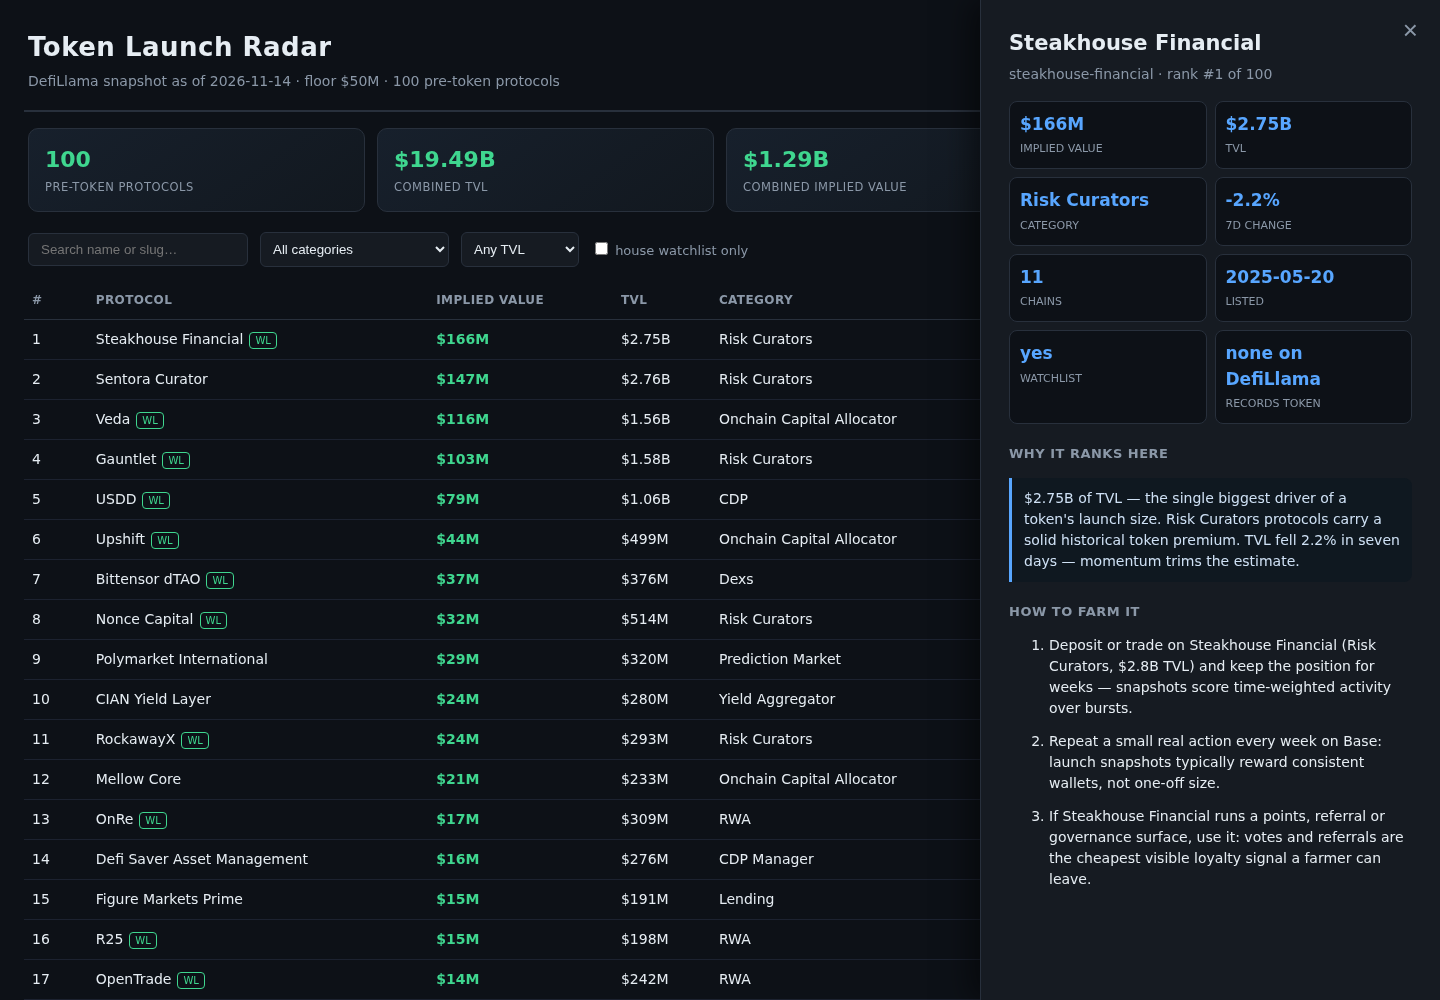 Token Launch Radar
DefiLlama snapshot as of 2026-11-14 · floor $50M · 100 pre-token protocols
100
PRE-TOKEN PROTOCOLS
$19.49B
COMBINED TVL
$1.29B
COMBINED IMPLIED VALUE
Search name or slug…
All categories
Any TVL
house watchlist only
# PROTOCOL IMPLIED VALUE TVL CATEGORY
1 Steakhouse Financial WL $166M $2.75B Risk Curators
2 Sentora Curator $147M $2.76B Risk Curators
3 Veda WL $116M $1.56B Onchain Capital Allocator
4 Gauntlet WL $103M $1.58B Risk Curators
5 USDD WL $79M $1.06B CDP
6 Upshift WL $44M $499M Onchain Capital Allocator
7 Bittensor dTAO WL $37M $376M Dexs
8 Nonce Capital WL $32M $514M Risk Curators
9 Polymarket International $29M $320M Prediction Market
10 CIAN Yield Layer $24M $280M Yield Aggregator
11 RockawayX WL $24M $293M Risk Curators
12 Mellow Core $21M $233M Onchain Capital Allocator
13 OnRe WL $17M $309M RWA
14 Defi Saver Asset Management $16M $276M CDP Manager
15 Figure Markets Prime $15M $191M Lending
16 R25 WL $15M $198M RWA
17 OpenTrade WL $14M $242M RWA
✕
Steakhouse Financial
steakhouse-financial · rank #1 of 100
$166M
IMPLIED VALUE
$2.75B
TVL
Risk Curators
CATEGORY
-2.2%
7D CHANGE
11
CHAINS
2025-05-20
LISTED
yes
WATCHLIST
none on
DefiLlama
RECORDS TOKEN
WHY IT RANKS HERE
$2.75B of TVL — the single biggest driver of a
token's launch size. Risk Curators protocols carry a
solid historical token premium. TVL fell 2.2% in seven
days — momentum trims the estimate.
HOW TO FARM IT
1. Deposit or trade on Steakhouse Financial (Risk
Curators, $2.8B TVL) and keep the position for
weeks — snapshots score time-weighted activity
over bursts.
2. Repeat a small real action every week on Base:
launch snapshots typically reward consistent
wallets, not one-off size.
3. If Steakhouse Financial runs a points, referral or
governance surface, use it: votes and referrals are
the cheapest visible loyalty signal a farmer can
leave.